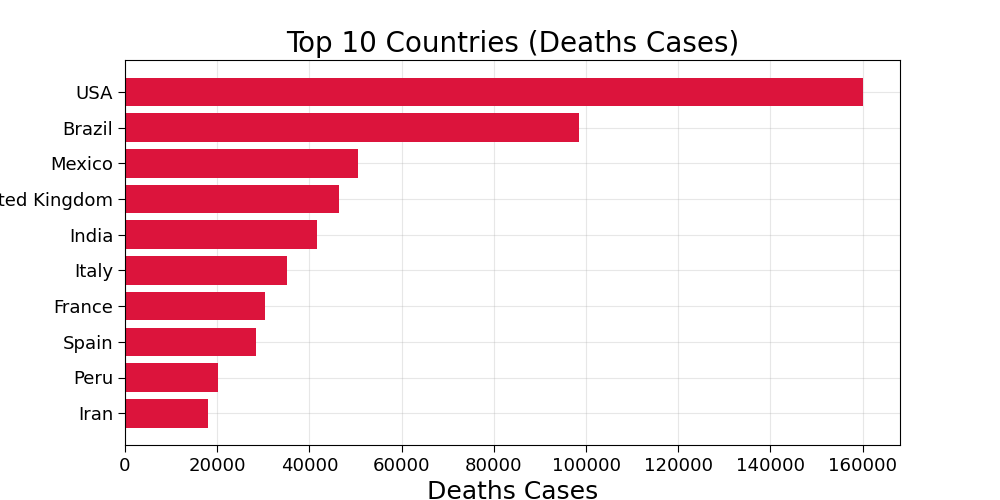 Top 10 Countries (Deaths Cases)
USA
Brazil
Mexico
ted Kingdom
India
Italy
France
Spain
Peru
Iran
0 20000 40000 60000 80000 100000 120000 140000 160000
Deaths Cases